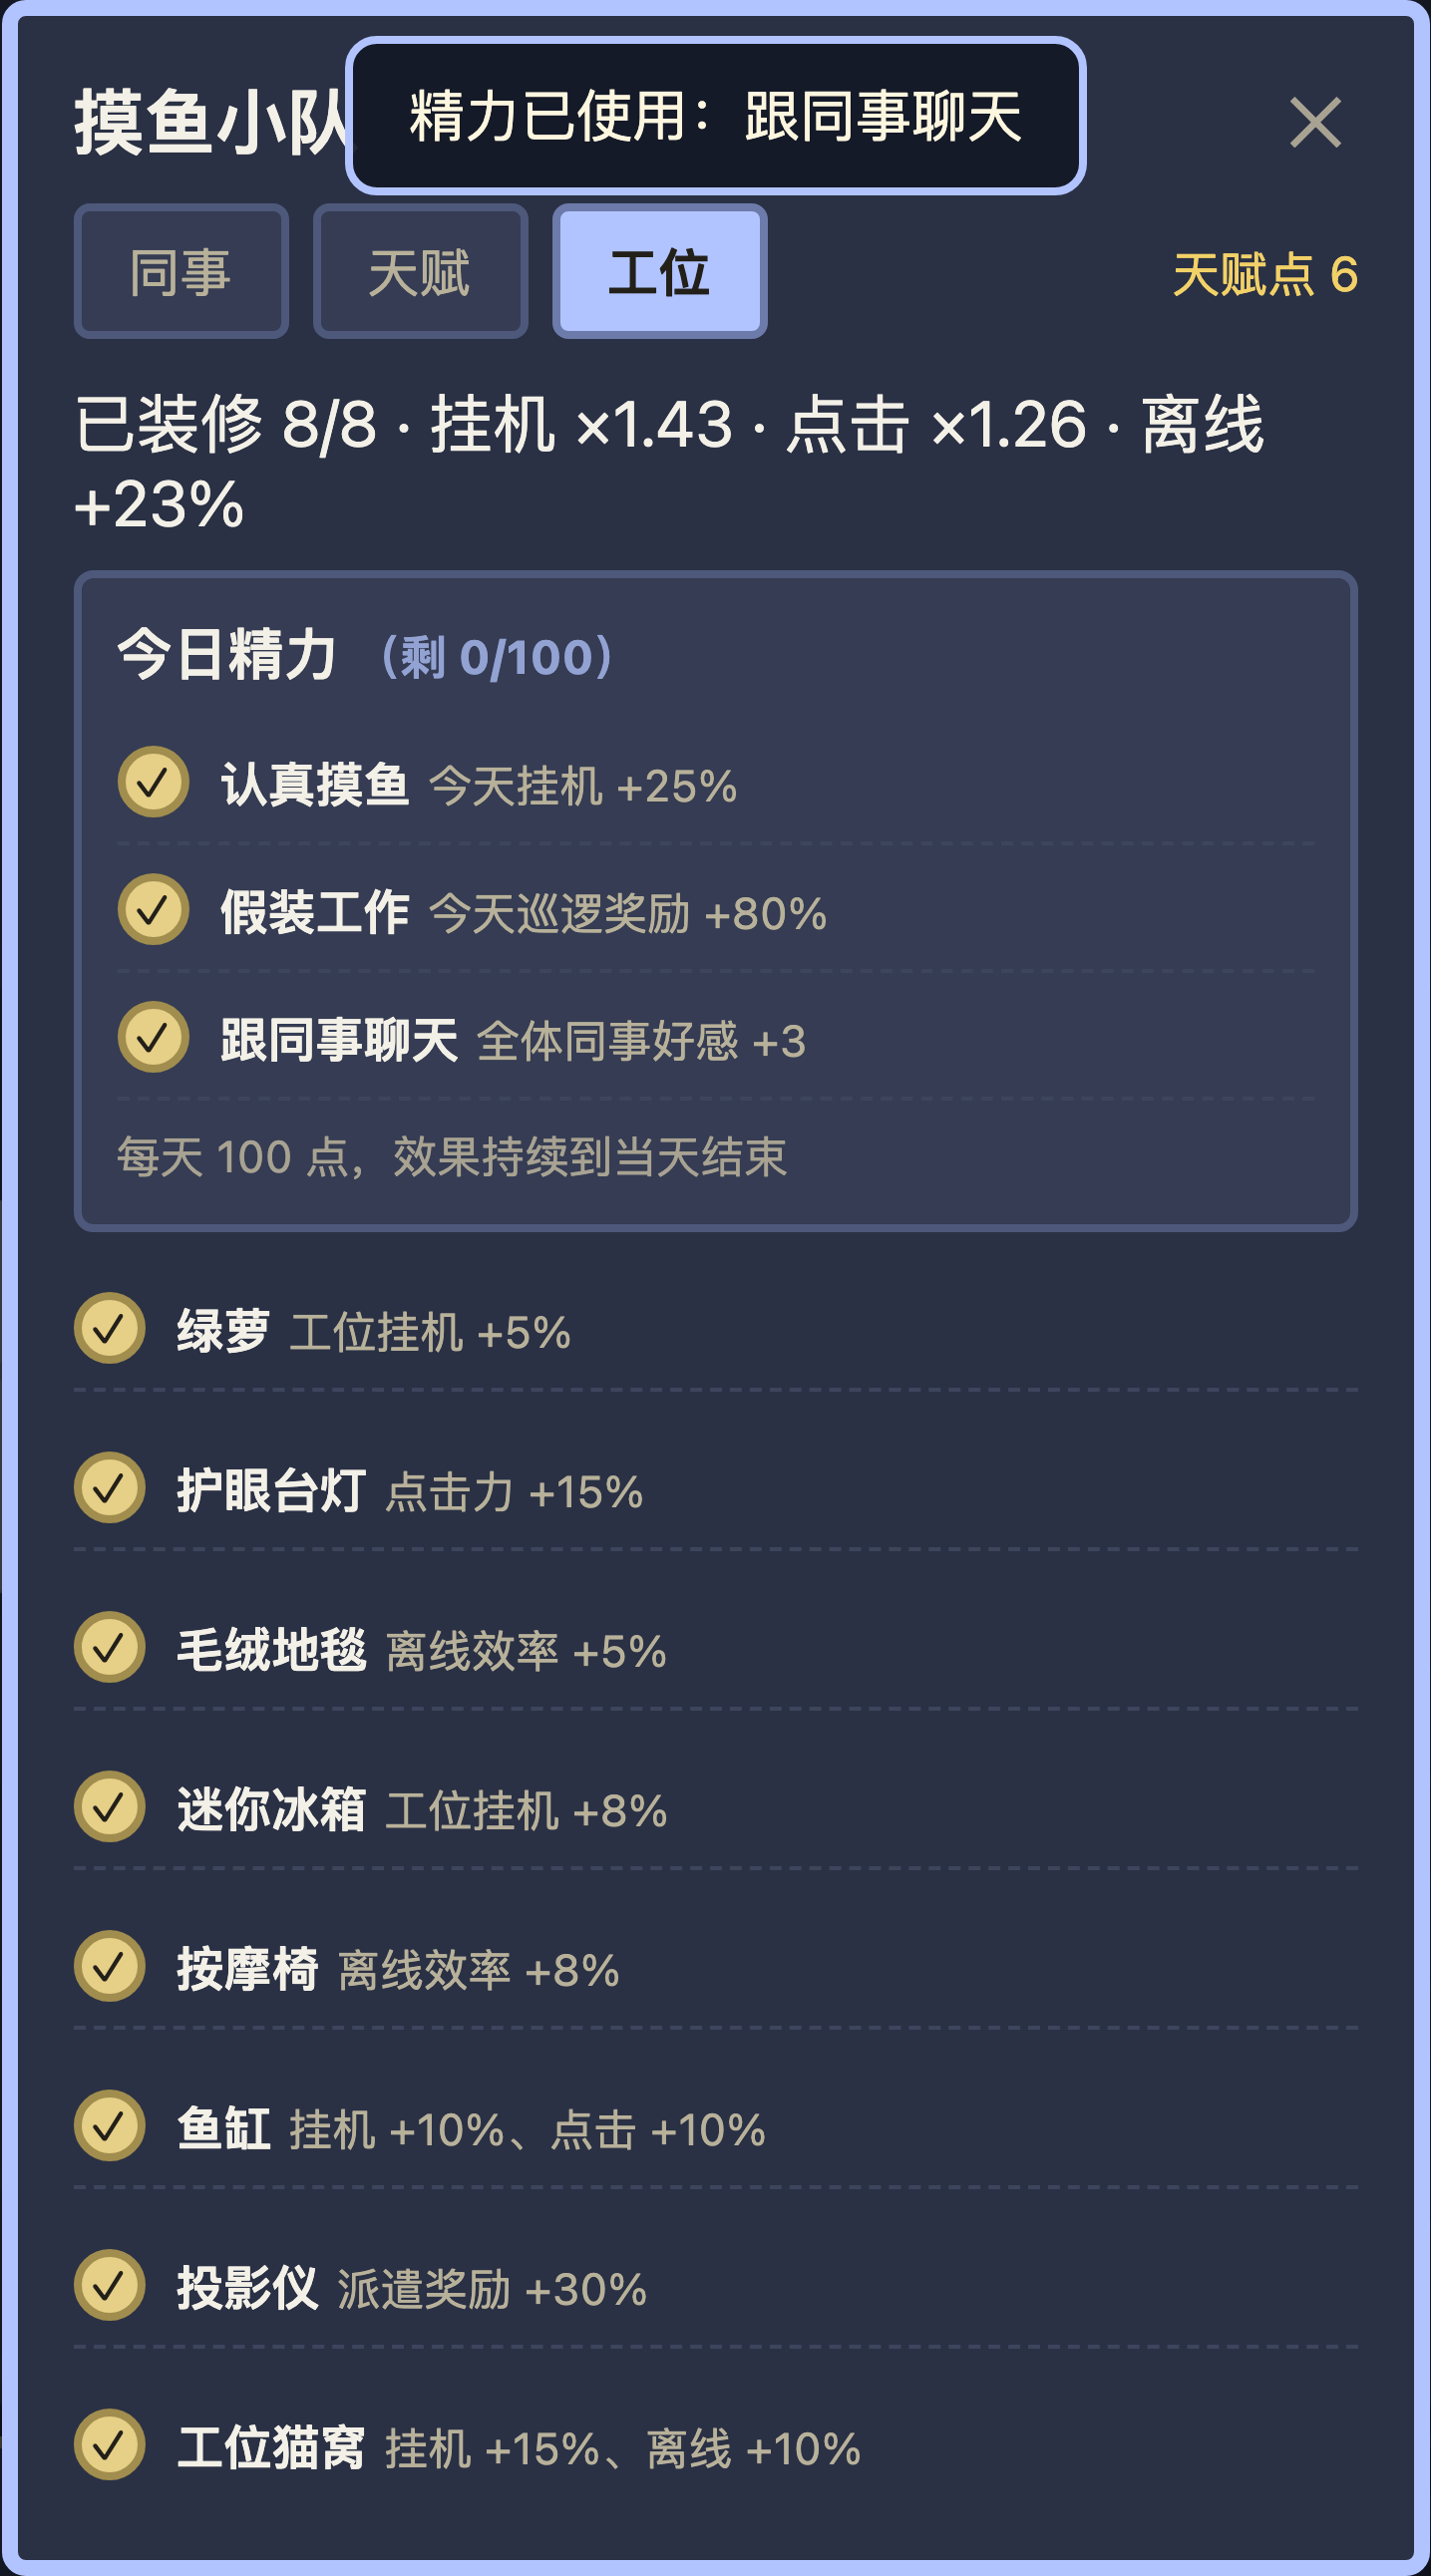 摸鱼小队
精力已使用：跟同事聊天
同事
天赋
工位
天赋点 6
已装修 8/8 · 挂机 ×1.43 · 点击 ×1.26 · 离线
+23%
今日精力 （剩 0/100）
认真摸鱼 今天挂机 +25%
假装工作 今天巡逻奖励 +80%
跟同事聊天 全体同事好感 +3
每天 100 点，效果持续到当天结束
绿萝 工位挂机 +5%
护眼台灯 点击力 +15%
毛绒地毯 离线效率 +5%
迷你冰箱 工位挂机 +8%
按摩椅 离线效率 +8%
鱼缸 挂机 +10%、点击 +10%
投影仪 派遣奖励 +30%
工位猫窝 挂机 +15%、离线 +10%